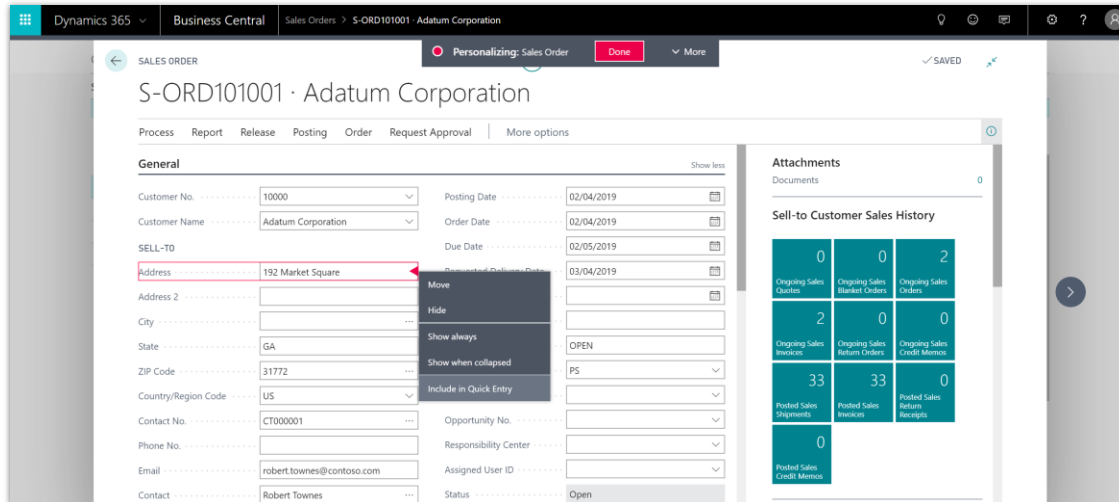 Dynamics 365
Business Central
Sales Orders > S-ORD101001 · Adatum Corporation
?
Personalizing: Sales Order
Done
More
SALES ORDER
SAVED
S-ORD101001 · Adatum Corporation
Process Report Release Posting Order Request Approval More options
General
Show less
Customer No. 10000
Customer Name Adatum Corporation
SELL-TO
Address 192 Market Square
Address 2
City
State GA
ZIP Code 31772
Country/Region Code US
Contact No. CT000001
Phone No.
Email robert.townes@contoso.com
Contact Robert Townes
Posting Date 02/04/2019
Order Date 02/04/2019
Due Date 02/05/2019
Requested Delivery Date 03/04/2019
OPEN
PS
Opportunity No.
Responsibility Center
Assigned User ID
Status Open
Move
Hide
Show always
Show when collapsed
Include in Quick Entry
Attachments
Documents 0
Sell-to Customer Sales History
0
Ongoing Sales
Quotes
0
Ongoing Sales
Blanket Orders
2
Ongoing Sales
Orders
2
Ongoing Sales
Invoices
0
Ongoing Sales
Return Orders
0
Ongoing Sales
Credit Memos
33
Posted Sales
Shipments
33
Posted Sales
Invoices
0
Posted Sales
Return
Receipts
0
Posted Sales
Credit Memos